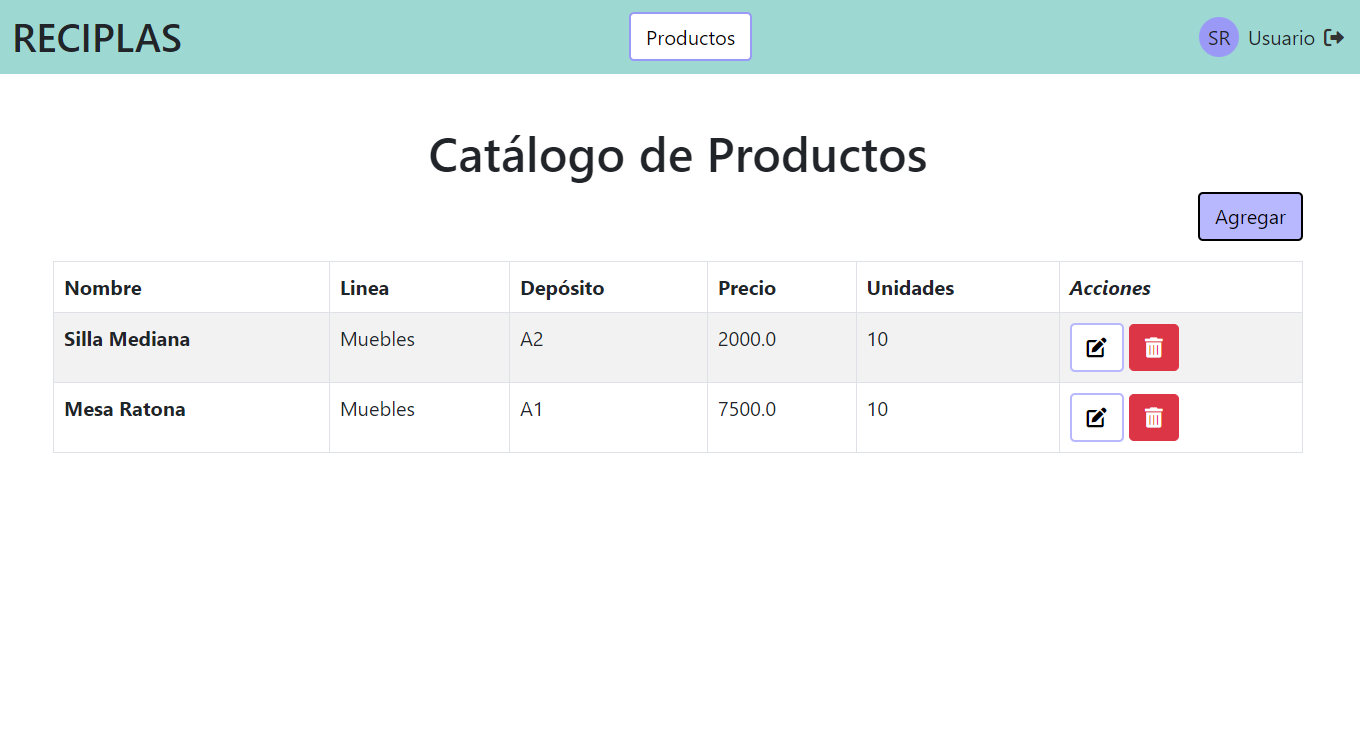 RECIPLAS Productos SR Usuario
Catálogo de Productos
Agregar
Nombre Linea Depósito Precio Unidades Acciones
Silla Mediana Muebles A2 2000.0 10
Mesa Ratona Muebles A1 7500.0 10